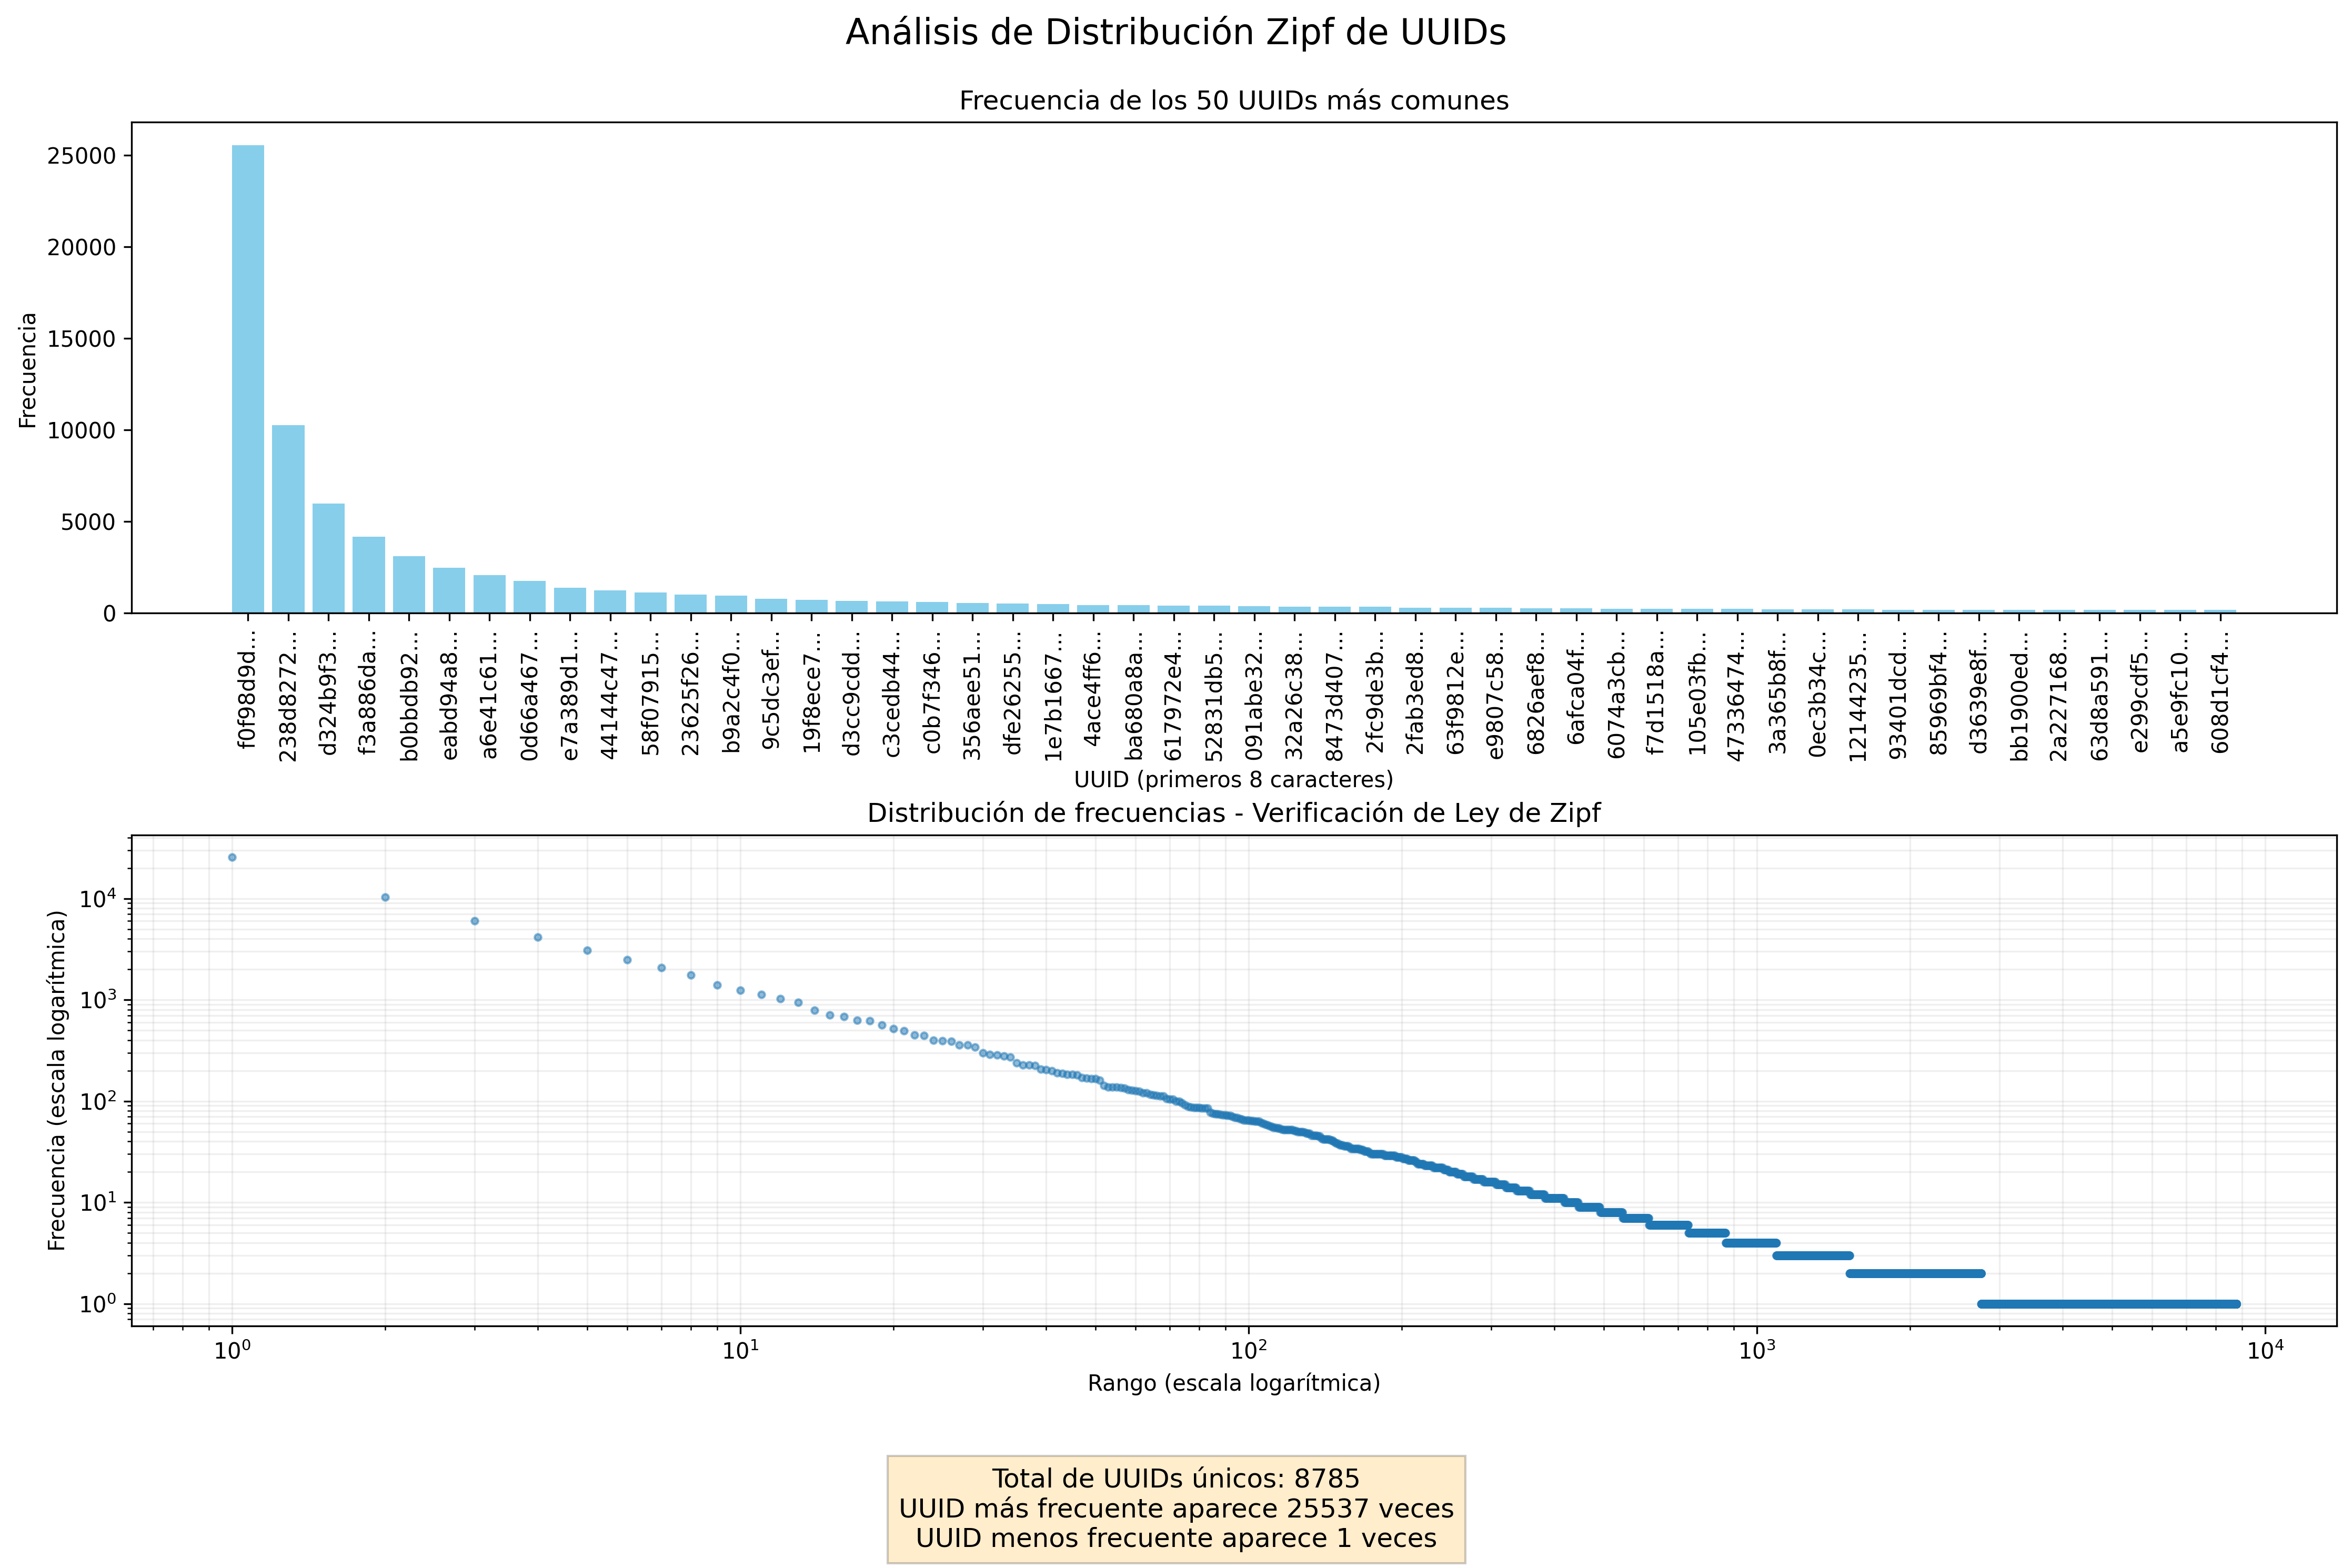 Análisis de Distribución Zipf de UUIDs
Frecuencia de los 50 UUIDs más comunes
Frecuencia
25000
20000
15000
10000
5000
0
f0f98d9d...
238d8272...
d324b9f3...
f3a886da...
b0bbdb92...
eabd94a8...
a6e41c61...
0d66a467...
e7a389d1...
44144c47...
58f07915...
23625f26...
b9a2c4f0...
9c5dc3ef...
19f8ece7...
d3cc9cdd...
c3cedb44...
c0b7f346...
356aee51...
dfe26255...
1e7b1667...
4ace4ff6...
ba680a8a...
617972e4...
52831db5...
091abe32...
32a26c38...
8473d407...
2fc9de3b...
2fab3ed8...
63f9812e...
e9807c58...
6826aef8...
6afca04f...
6074a3cb...
f7d1518a...
105e03fb...
47336474...
3a365b8f...
0ec3b34c...
12144235...
93401dcd...
85969bf4...
d3639e8f...
bb1900ed...
2a227168...
63d8a591...
e299cdf5...
a5e9fc10...
608d1cf4...
UUID (primeros 8 caracteres)
Distribución de frecuencias - Verificación de Ley de Zipf
Frecuencia (escala logarítmica)
10⁴
10³
10²
10¹
10⁰
10⁰ 10¹ 10² 10³ 10⁴
Rango (escala logarítmica)
Total de UUIDs únicos: 8785
UUID más frecuente aparece 25537 veces
UUID menos frecuente aparece 1 veces